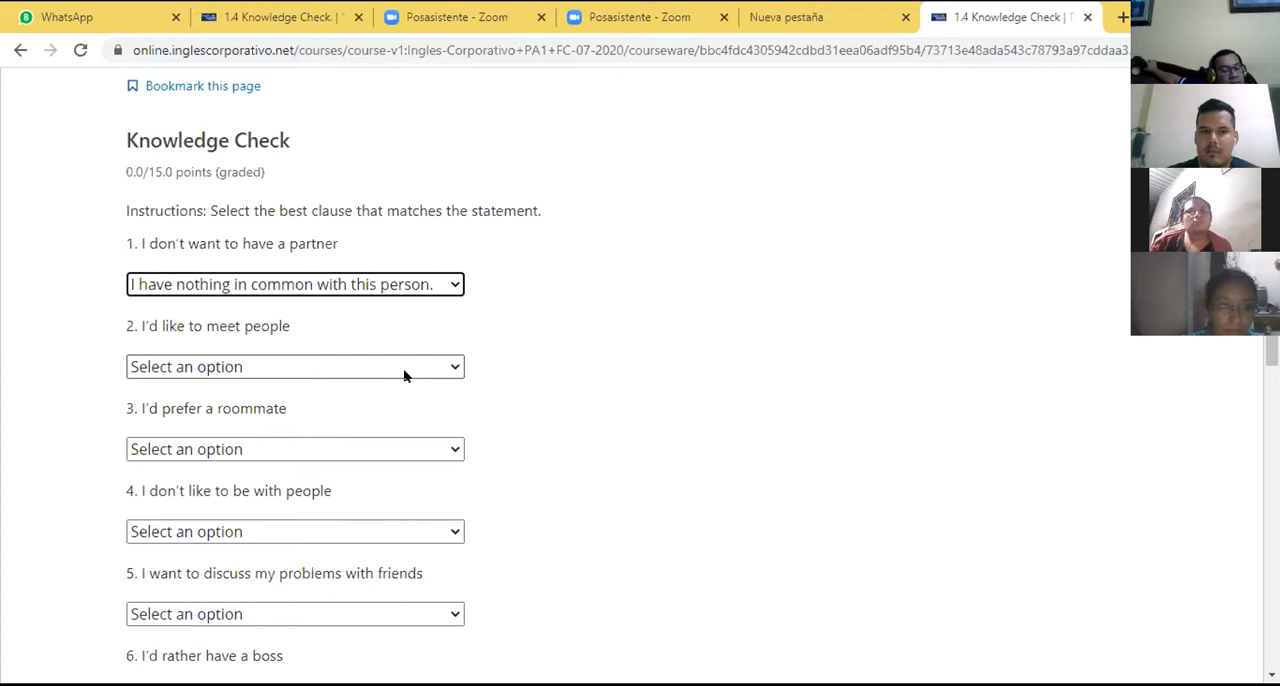 8 WhatsApp
1.4 Knowledge Check.
Posasistente - Zoom
Posasistente - Zoom
Nueva pestaña
1.4 Knowledge Check | T
online.inglescorporativo.net/courses/course-v1:Ingles-Corporativo+PA1+FC-07-2020/courseware/bbc4fdc4305942cdbd31eea06adf95b4/73713e48ada543c78793a97cddaa3...
Bookmark this page
Knowledge Check
0.0/15.0 points (graded)
Instructions: Select the best clause that matches the statement.
1. I don't want to have a partner
I have nothing in common with this person.
2. I'd like to meet people
Select an option
3. I'd prefer a roommate
Select an option
4. I don't like to be with people
Select an option
5. I want to discuss my problems with friends
Select an option
6. I'd rather have a boss